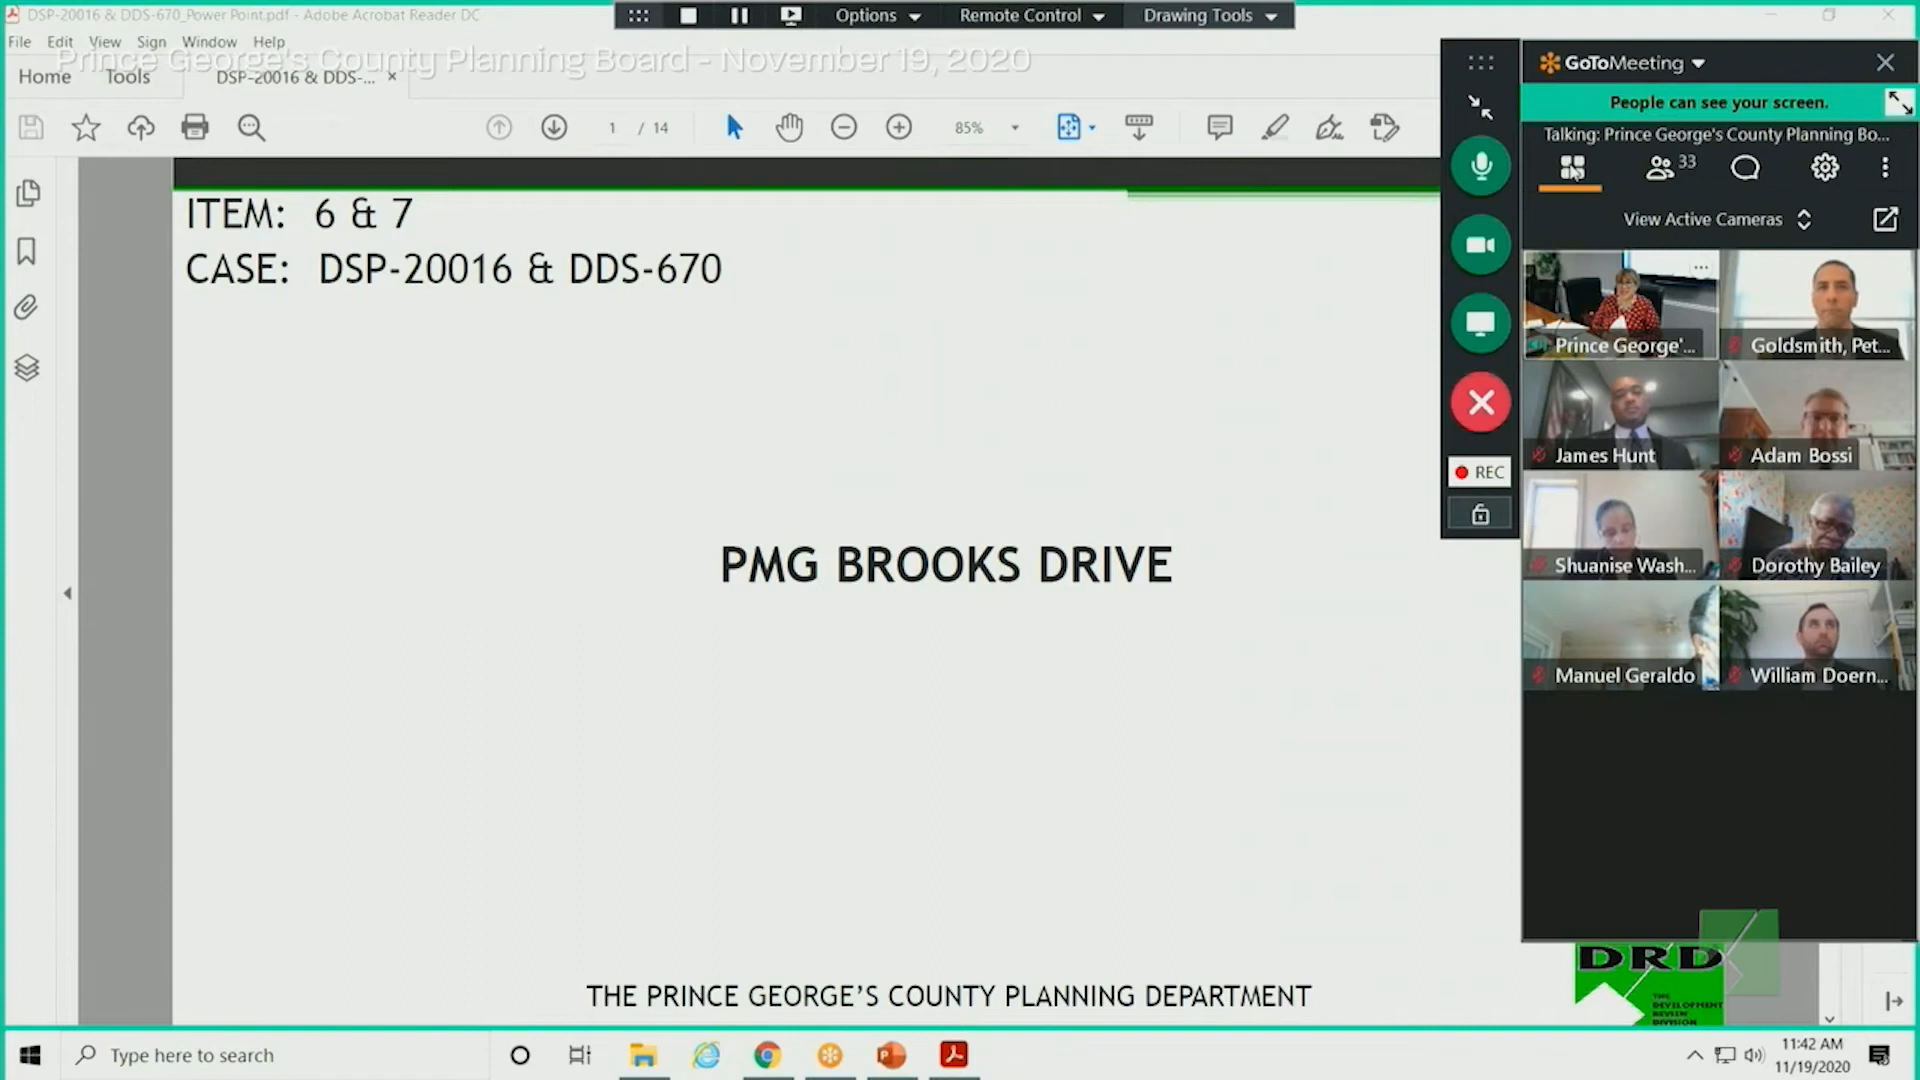 DSP-20016 & DDS-670_Power Point.pdf - Adobe Acrobat Reader DC
Options
Remote Control
Drawing Tools
File Edit View Sign Window Help
Prince George's County Planning Board - November 19, 2020
Home Tools DSP-20016 & DDS-... ×
1 / 14
85%
GoToMeeting
People can see your screen.
Talking: Prince George's County Planning Bo...
33
View Active Cameras
Prince George'...
Goldsmith, Pet...
James Hunt
Adam Bossi
Shuanise Wash...
Dorothy Bailey
Manuel Geraldo
William Doern...
REC
ITEM: 6 & 7
CASE: DSP-20016 & DDS-670
PMG BROOKS DRIVE
THE PRINCE GEORGE'S COUNTY PLANNING DEPARTMENT
DRD
THE
DEVELOPMENT
REVIEW
DIVISION
Type here to search
11:42 AM
11/19/2020